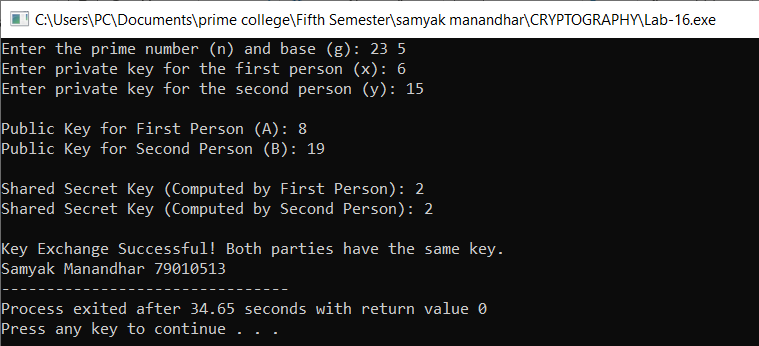 C:\Users\PC\Documents\prime college\Fifth Semester\samyak manandhar\CRYPTOGRAPHY\Lab-16.exe
Enter the prime number (n) and base (g): 23 5
Enter private key for the first person (x): 6
Enter private key for the second person (y): 15
Public Key for First Person (A): 8
Public Key for Second Person (B): 19
Shared Secret Key (Computed by First Person): 2
Shared Secret Key (Computed by Second Person): 2
Key Exchange Successful! Both parties have the same key.
Samyak Manandhar 79010513
--------------------------------
Process exited after 34.65 seconds with return value 0
Press any key to continue . . .